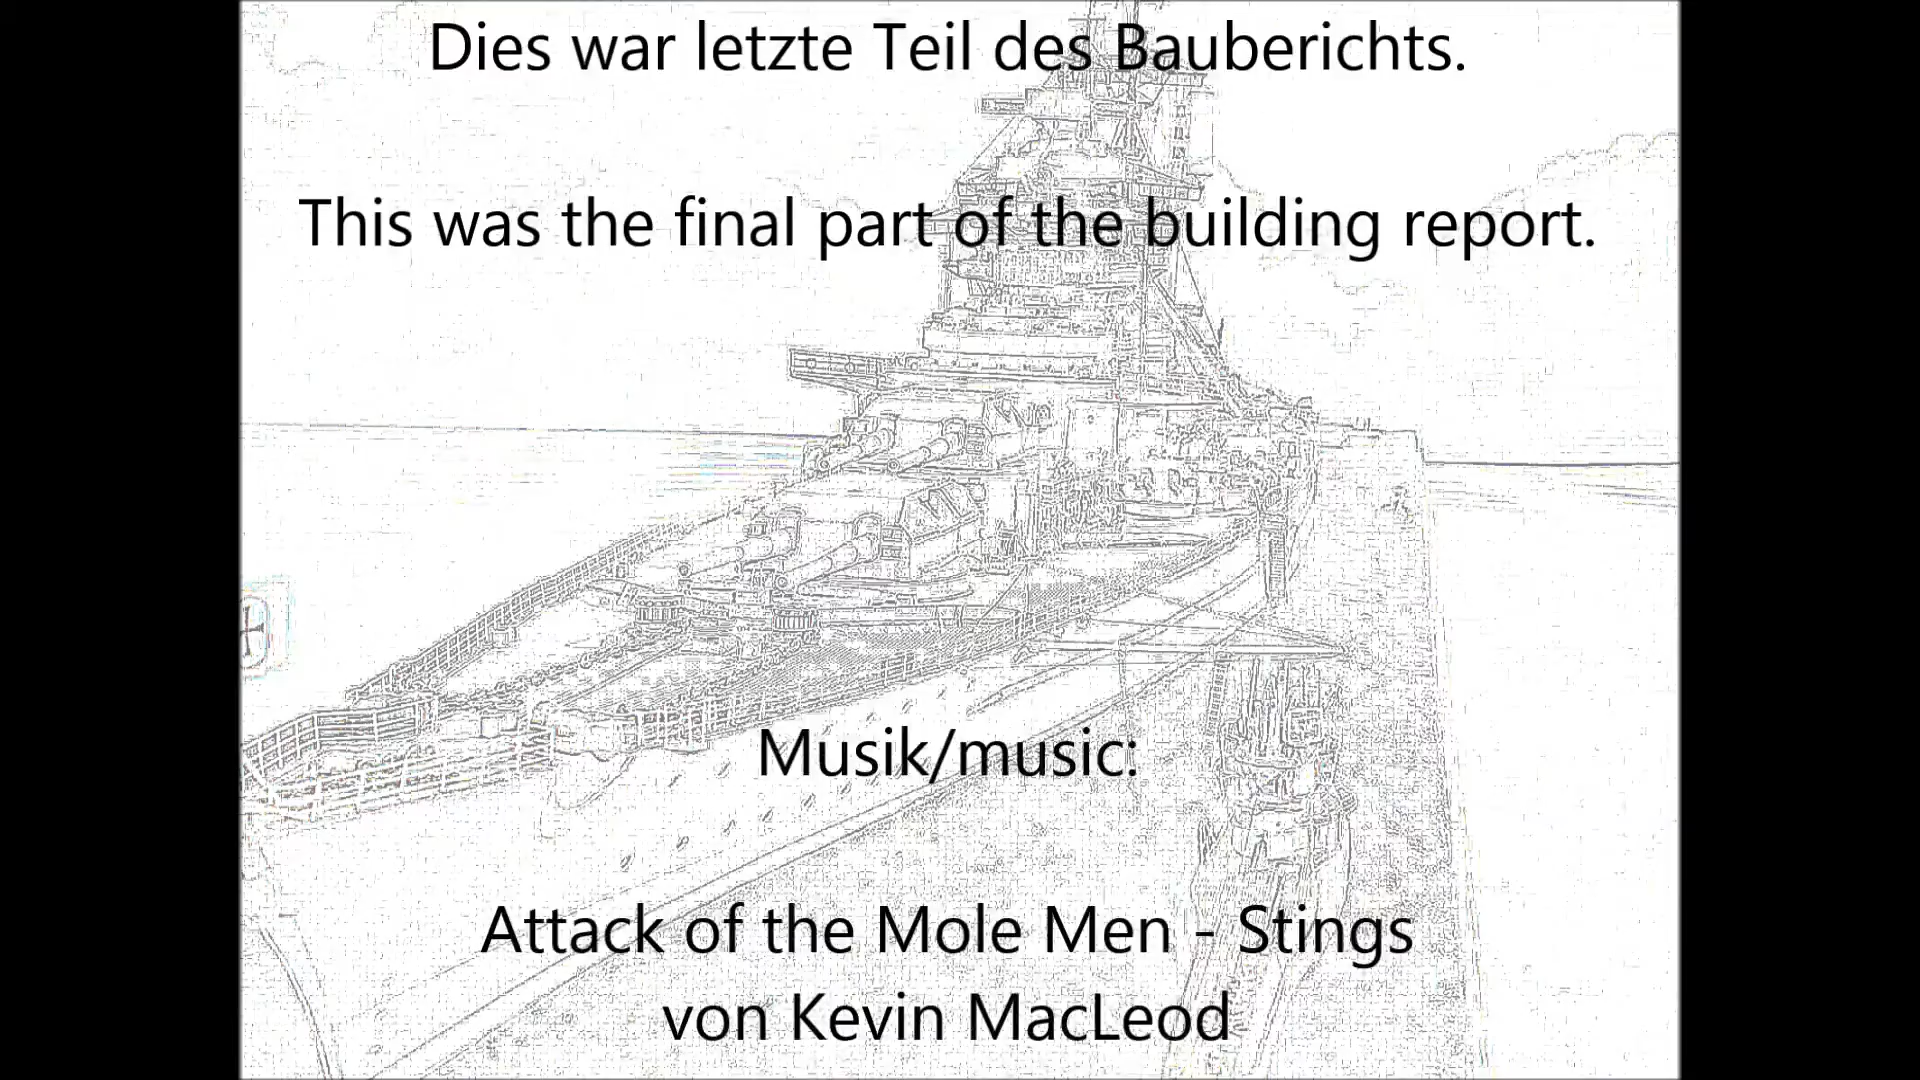 Dies war letzte Teil des Bauberichts.
This was the final part of the building report.
Musik/music:
Attack of the Mole Men - Stings
von Kevin MacLeod